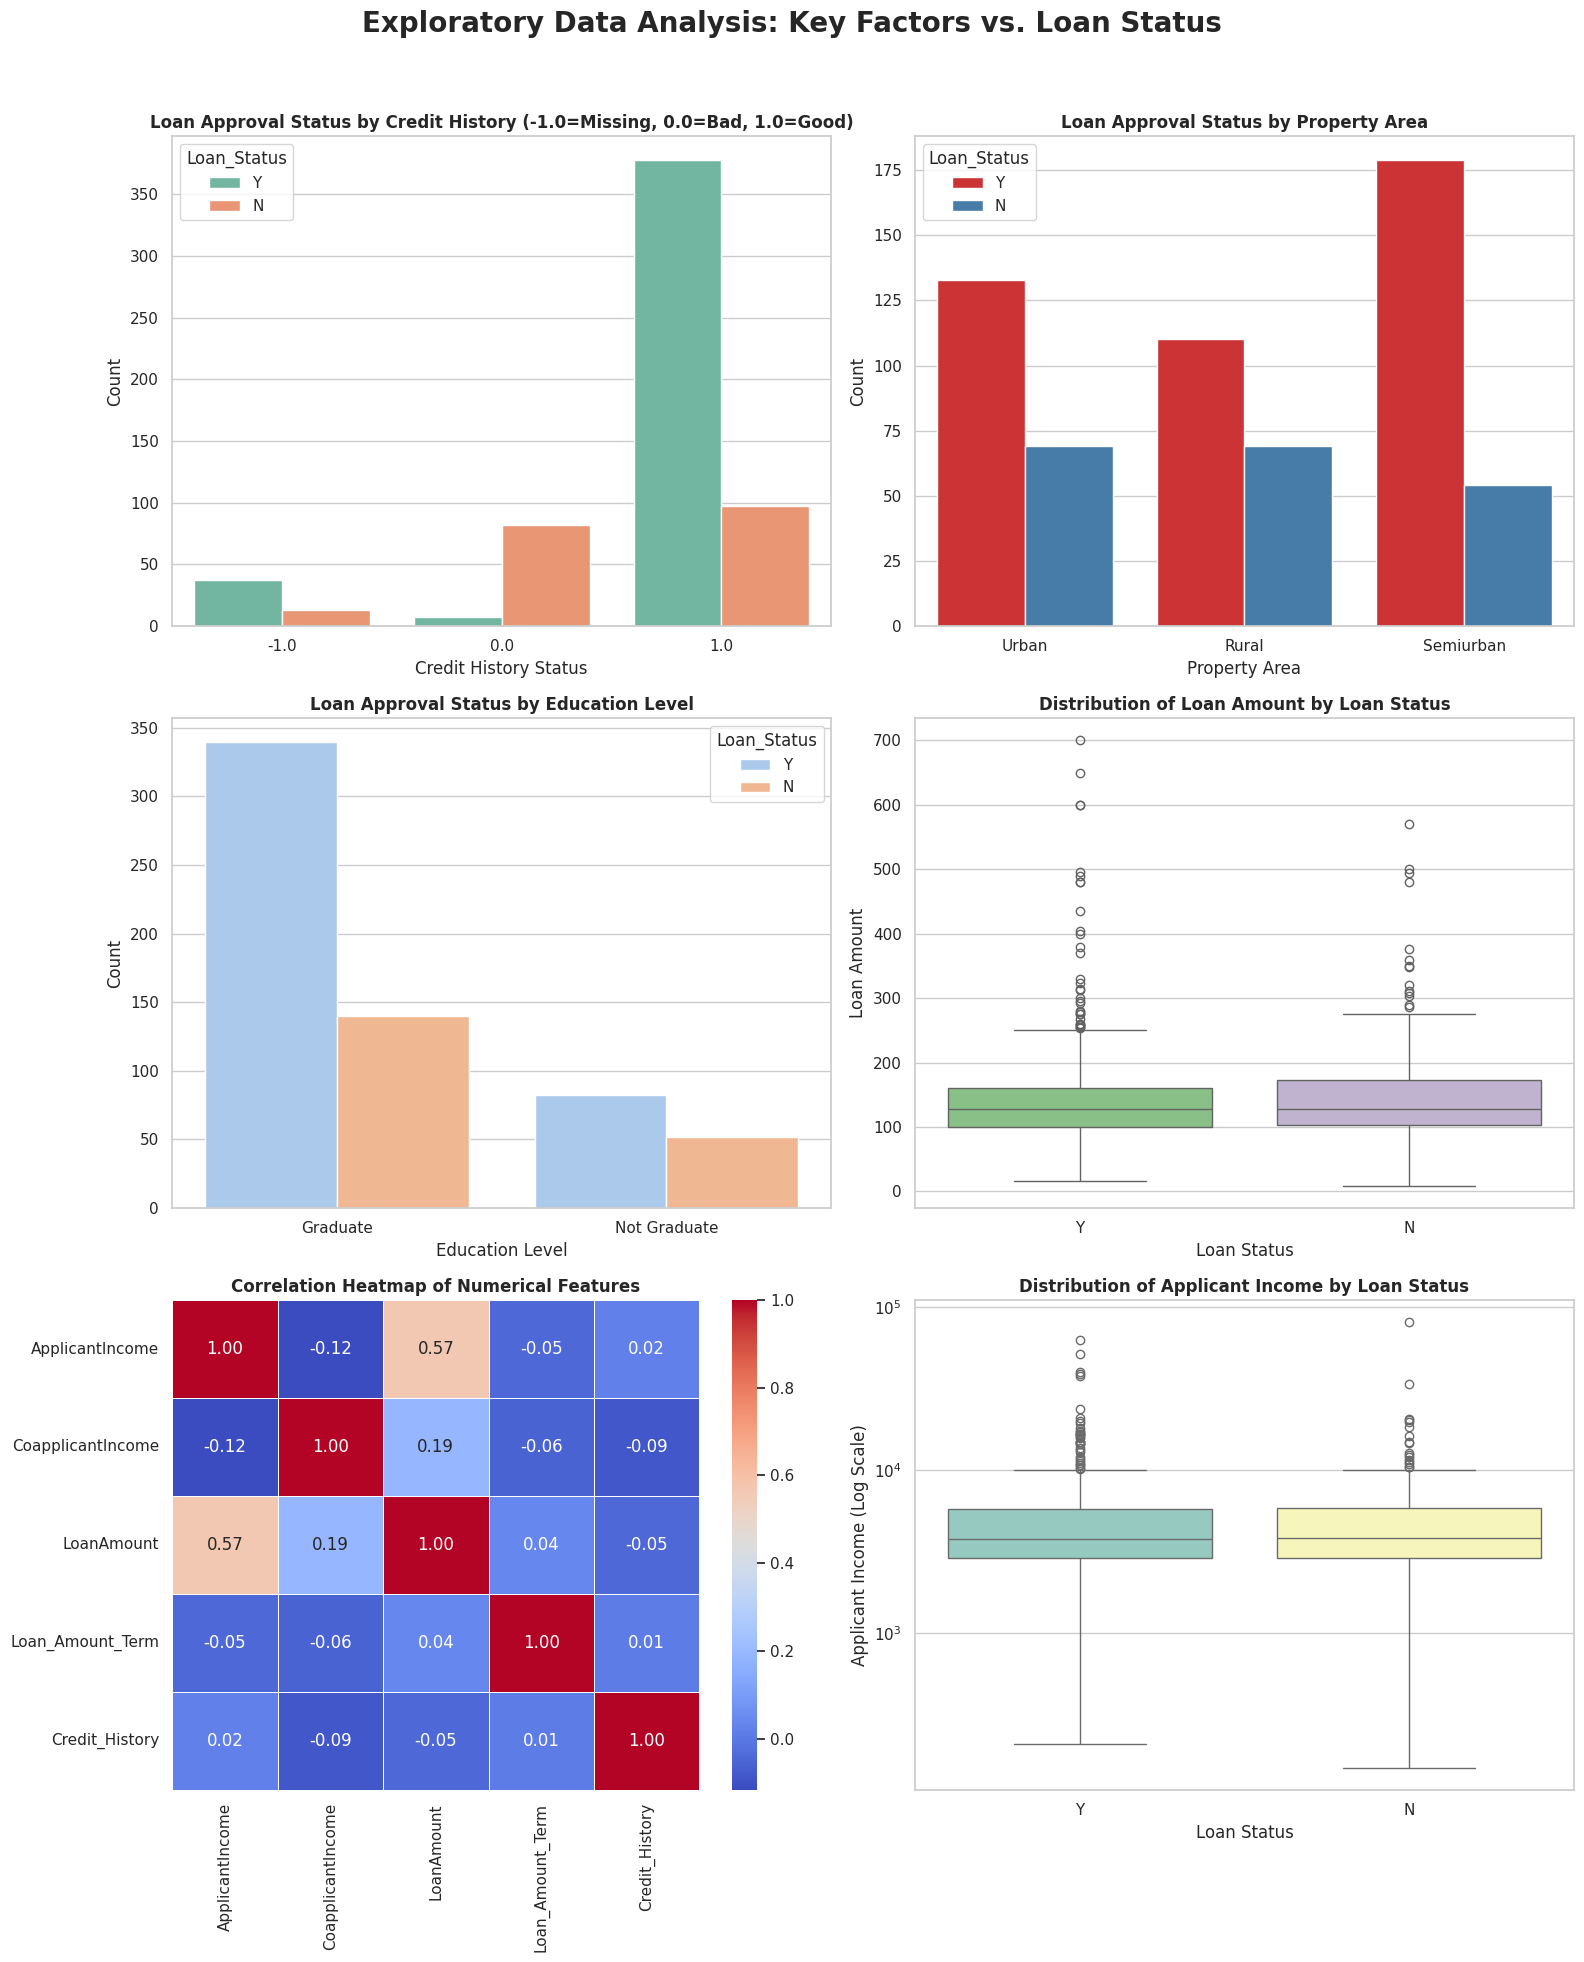 Exploratory Data Analysis: Key Factors vs. Loan Status
Loan Approval Status by Credit History (-1.0=Missing, 0.0=Bad, 1.0=Good)
Loan_Status
Y
N
350
300
250
200
150
100
50
0
Count
-1.0 0.0 1.0
Credit History Status
Loan Approval Status by Property Area
Loan_Status
Y
N
175
150
125
100
75
50
25
0
Count
Urban Rural Semiurban
Property Area
Loan Approval Status by Education Level
Loan_Status
Y
N
350
300
250
200
150
100
50
0
Count
Graduate Not Graduate
Education Level
Distribution of Loan Amount by Loan Status
700
600
500
400
300
200
100
0
Loan Amount
Y N
Loan Status
Correlation Heatmap of Numerical Features
ApplicantIncome 1.00 -0.12 0.57 -0.05 0.02
CoapplicantIncome -0.12 1.00 0.19 -0.06 -0.09
LoanAmount 0.57 0.19 1.00 0.04 -0.05
Loan_Amount_Term -0.05 -0.06 0.04 1.00 0.01
Credit_History 0.02 -0.09 -0.05 0.01 1.00
ApplicantIncome
CoapplicantIncome
LoanAmount
Loan_Amount_Term
Credit_History
1.0
0.8
0.6
0.4
0.2
0.0
Distribution of Applicant Income by Loan Status
10⁵
10⁴
10³
Applicant Income (Log Scale)
Y N
Loan Status